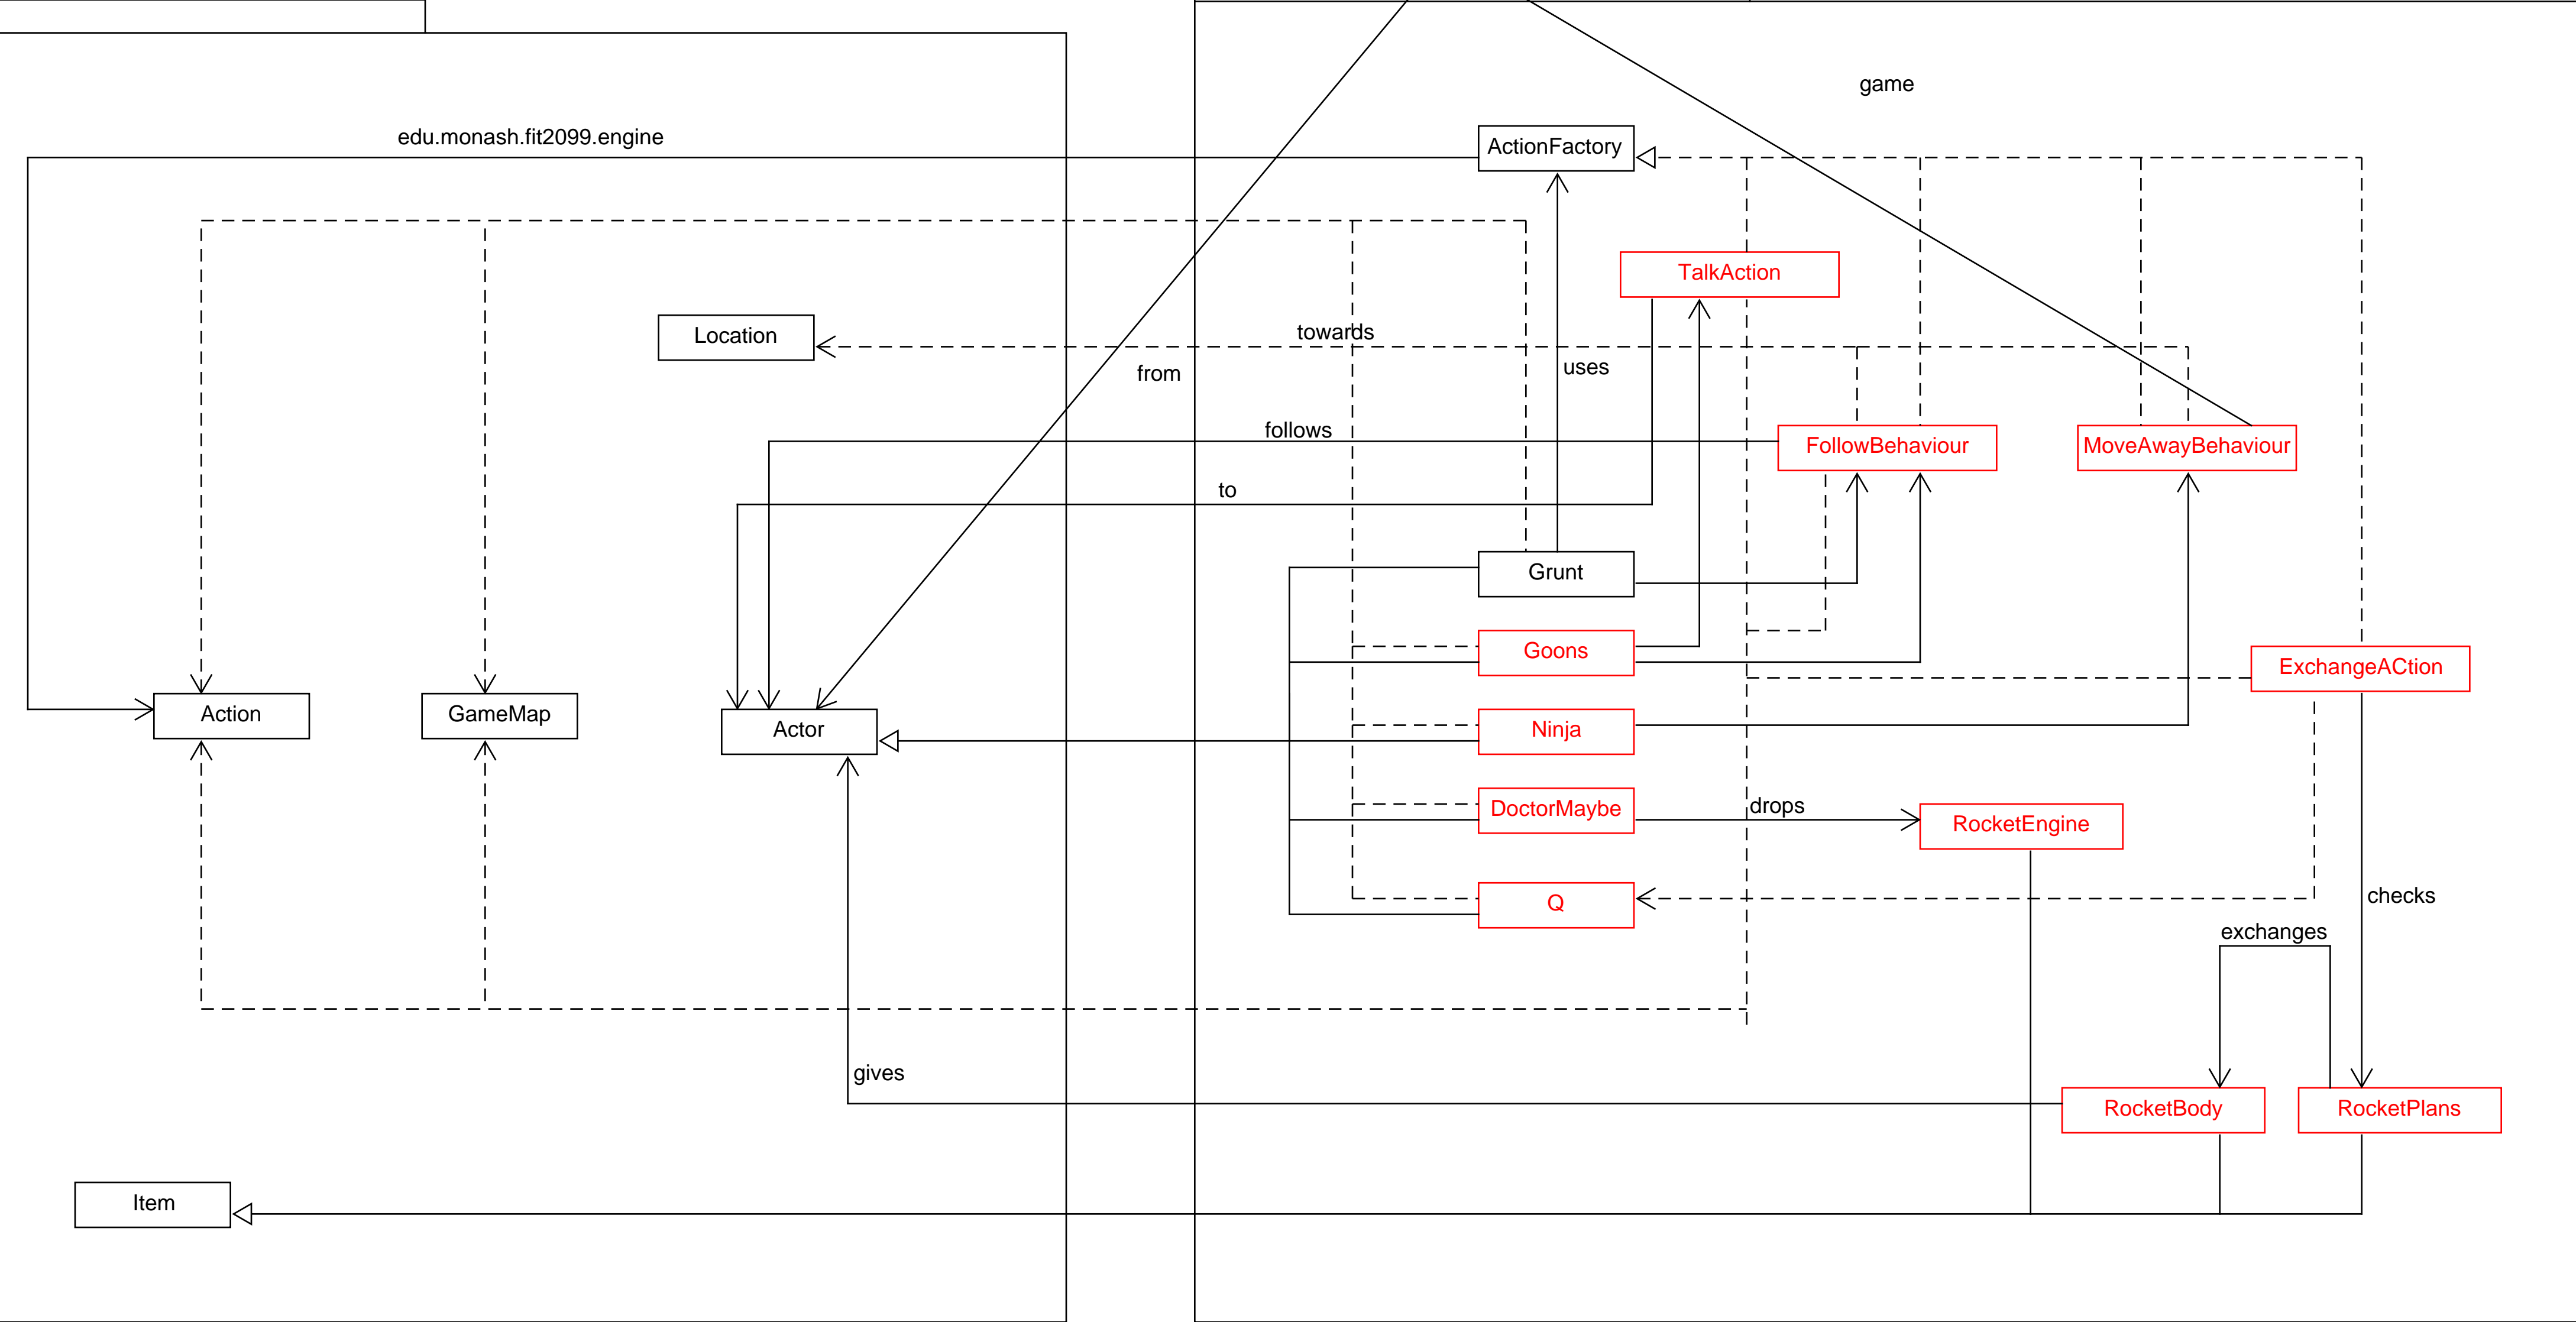 game
edu.monash.fit2099.engine
ActionFactory
TalkAction
Location
towards
from
uses
follows
FollowBehaviour
MoveAwayBehaviour
to
Grunt
Goons
ExchangeACtion
Action
GameMap
Actor
Ninja
DoctorMaybe
drops
RocketEngine
Q
checks
exchanges
gives
RocketBody
RocketPlans
Item